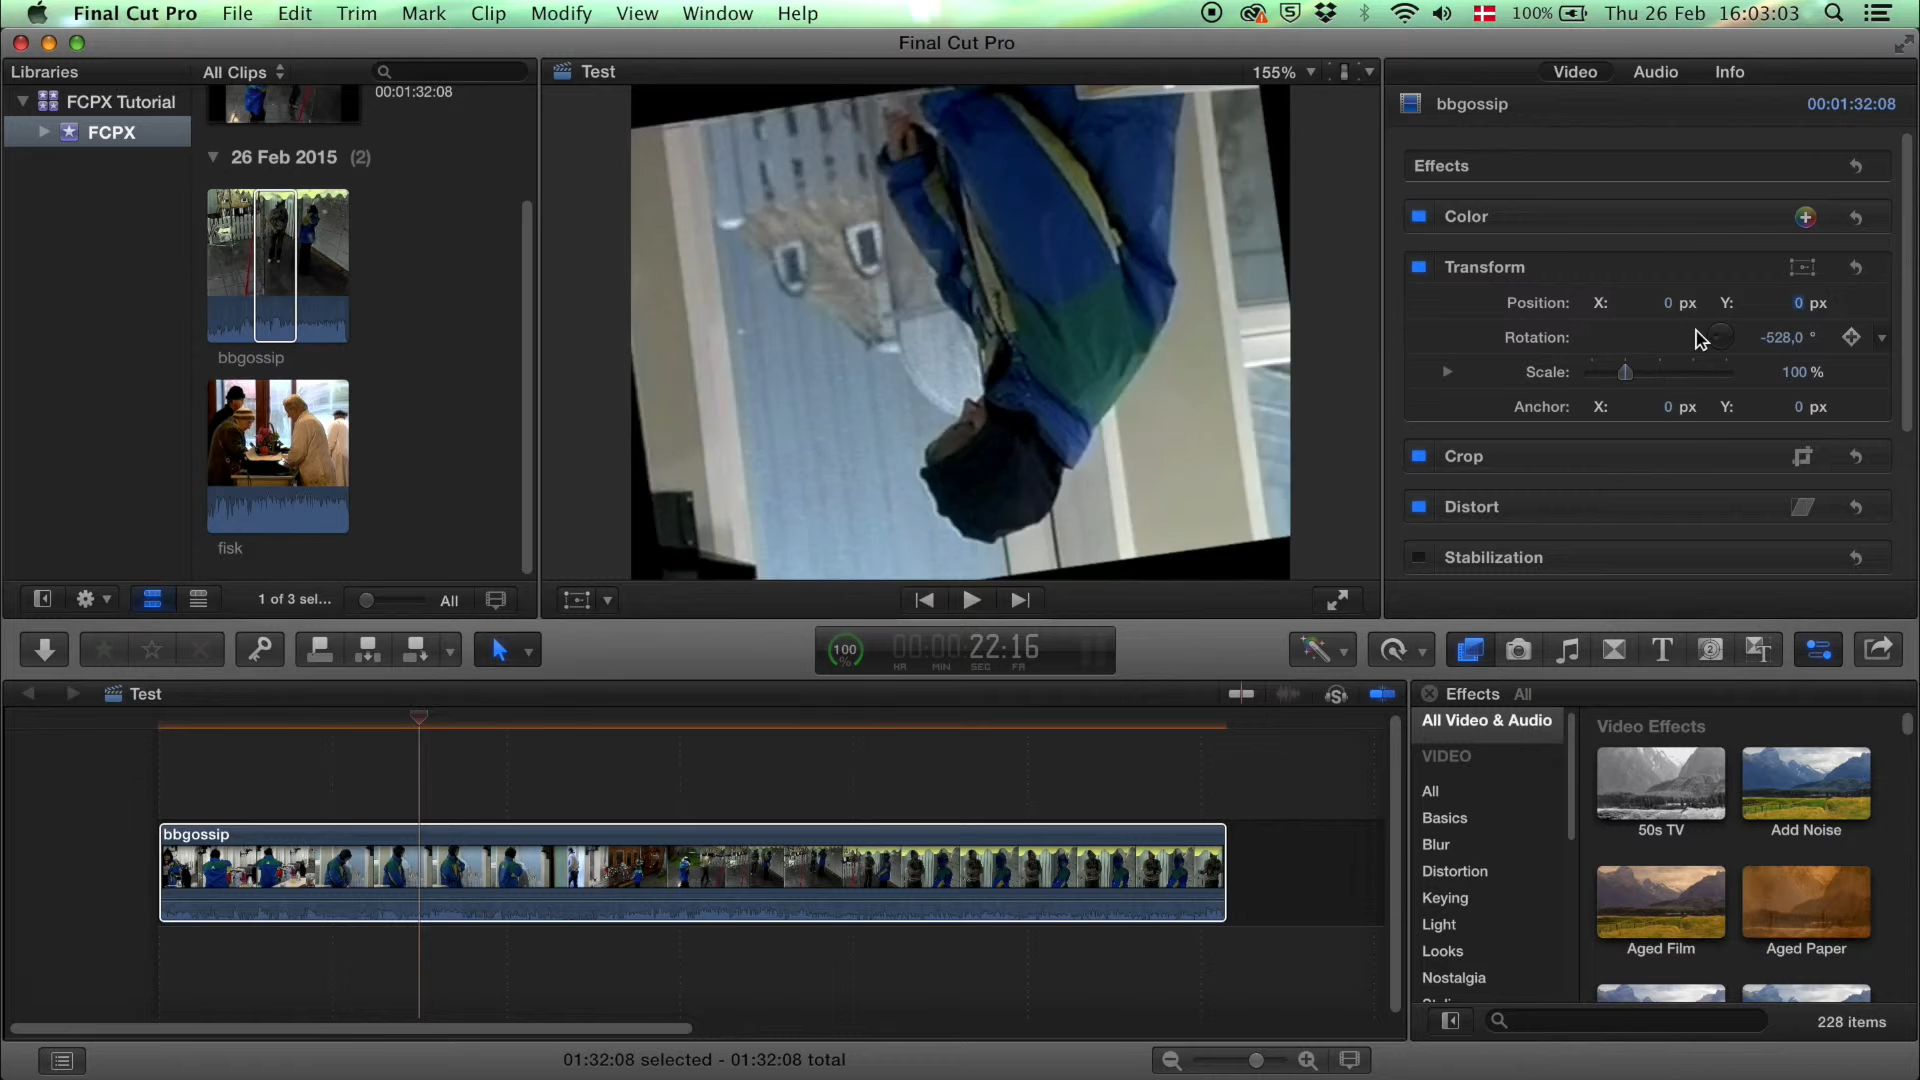 Final Cut Pro File Edit Trim Mark Clip Modify View Window Help 100% Thu 26 Feb 16:03:03
Final Cut Pro
Libraries
All Clips
Test
155%
Video Audio Info
FCPX Tutorial
FCPX
00:01:32:08
26 Feb 2015 (2)
bbgossip
fisk
bbgossip 00:01:32:08
Effects
Color
Transform
Position: X: 0 px Y: 0 px
Rotation: -528,0 °
Scale: 100 %
Anchor: X: 0 px Y: 0 px
Crop
Distort
Stabilization
1 of 3 sel... All
100 % 00:00:22:16
HR MIN SEC FR
Test
bbgossip
Effects All
All Video & Audio
VIDEO
All
Basics
Blur
Distortion
Keying
Light
Looks
Nostalgia
Video Effects
50s TV
Add Noise
Aged Film
Aged Paper
228 items
01:32:08 selected - 01:32:08 total